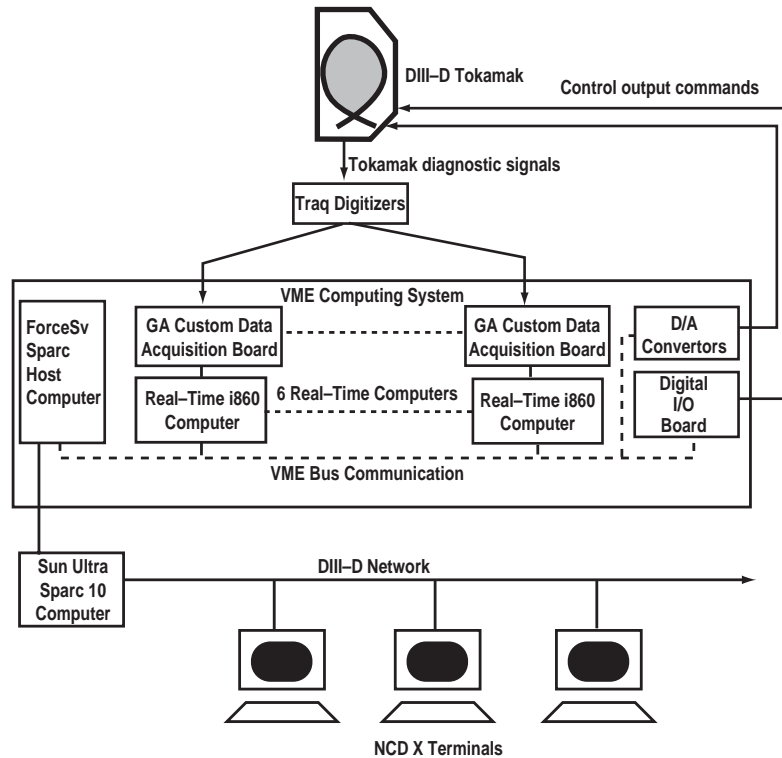 DIII–D Tokamak
Control output commands
Tokamak diagnostic signals
Traq Digitizers
VME Computing System
ForceSv
Sparc
Host
Computer
GA Custom Data
Acquisition Board
GA Custom Data
Acquisition Board
D/A
Convertors
Real–Time i860
Computer
6 Real–Time Computers
Real–Time i860
Computer
Digital
I/O
Board
VME Bus Communication
Sun Ultra
Sparc 10
Computer
DIII–D Network
NCD X Terminals